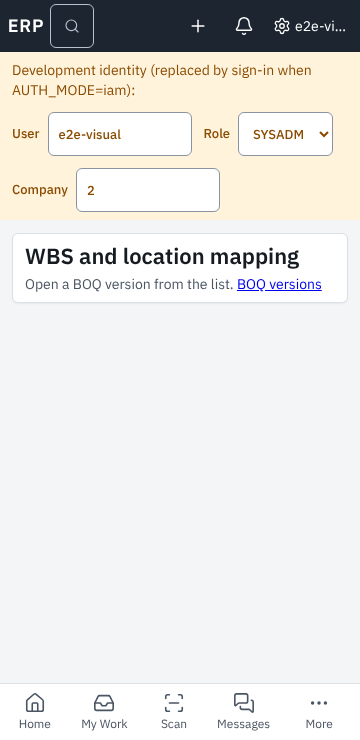 ERP
e2e-vi...
Development identity (replaced by sign-in when
AUTH_MODE=iam):
User e2e-visual Role SYSADM
Company 2
WBS and location mapping
Open a BOQ version from the list. BOQ versions
Home My Work Scan Messages More